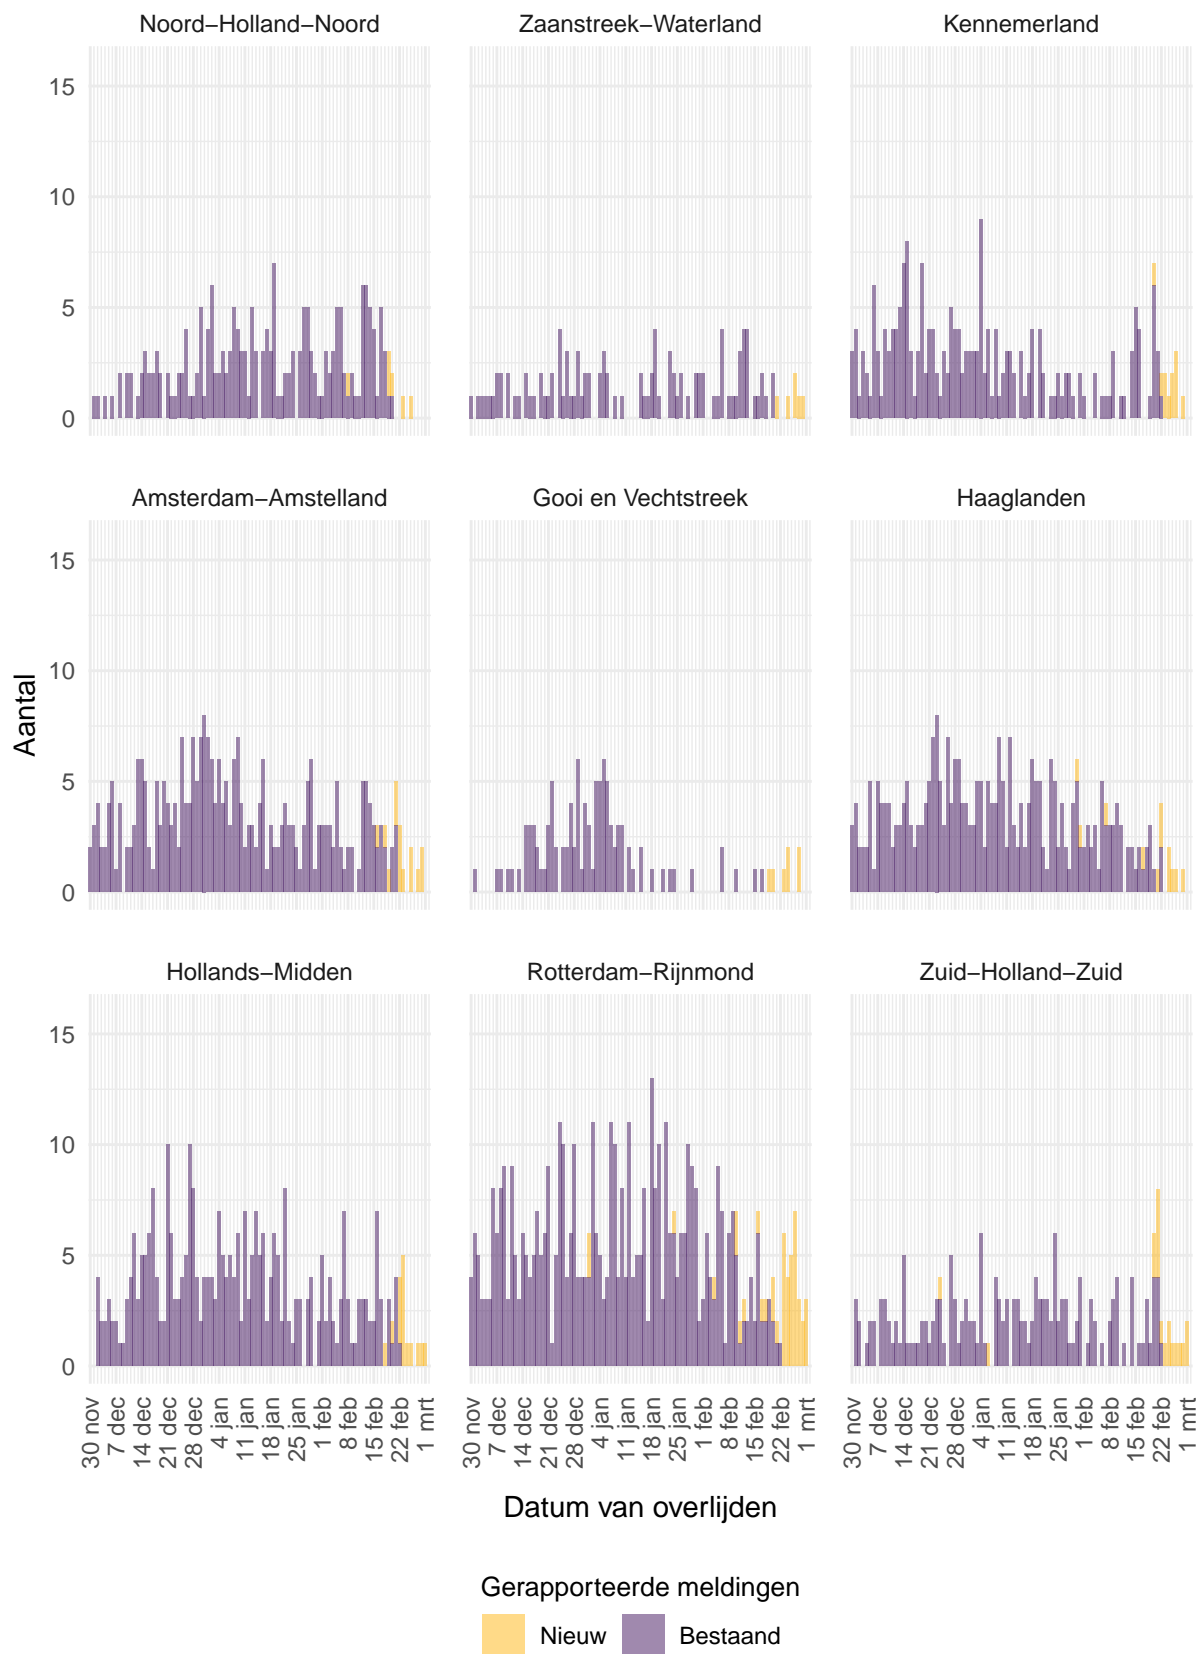 Noord−Holland−Noord
Zaanstreek−Waterland
Kennemerland
15
10
5
0
Amsterdam−Amstelland
Gooi en Vechtstreek
Haaglanden
15
10
5
0
Hollands−Midden
Rotterdam−Rijnmond
Zuid−Holland−Zuid
15
10
5
0
Aantal
30 nov
7 dec
14 dec
21 dec
28 dec
4 jan
11 jan
18 jan
25 jan
1 feb
8 feb
15 feb
22 feb
1 mrt
30 nov
7 dec
14 dec
21 dec
28 dec
4 jan
11 jan
18 jan
25 jan
1 feb
8 feb
15 feb
22 feb
1 mrt
30 nov
7 dec
14 dec
21 dec
28 dec
4 jan
11 jan
18 jan
25 jan
1 feb
8 feb
15 feb
22 feb
1 mrt
Datum van overlijden
Gerapporteerde meldingen
Nieuw
Bestaand